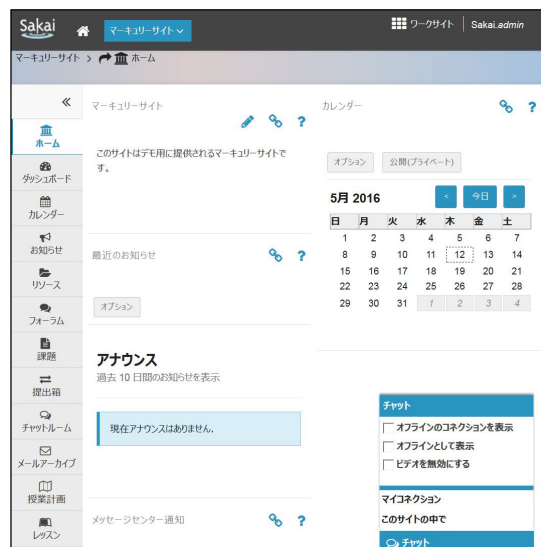 Sakai
マーキュリーサイト
ワークサイト
Sakai.admin
マーキュリーサイト > ホーム
«
ホーム
ダッシュボード
カレンダー
お知らせ
リソース
フォーラム
課題
提出箱
チャットルーム
メールアーカイブ
授業計画
レッスン
マーキュリーサイト
?
このサイトはデモ用に提供されるマーキュリーサイトで
す。
最近のお知らせ
?
オプション
アナウンス
過去 10 日間のお知らせを表示
現在アナウンスはありません.
メッセージセンター通知
?
カレンダー
?
オプション 公開(プライベート)
5月 2016 < 今日 >
日 月 火 水 木 金 土
1 2 3 4 5 6 7
8 9 10 11 12 13 14
15 16 17 18 19 20 21
22 23 24 25 26 27 28
29 30 31 1 2 3 4
チャット
オフラインのコネクションを表示
オフラインとして表示
ビデオを無効にする
マイコネクション
このサイトの中で
チャット